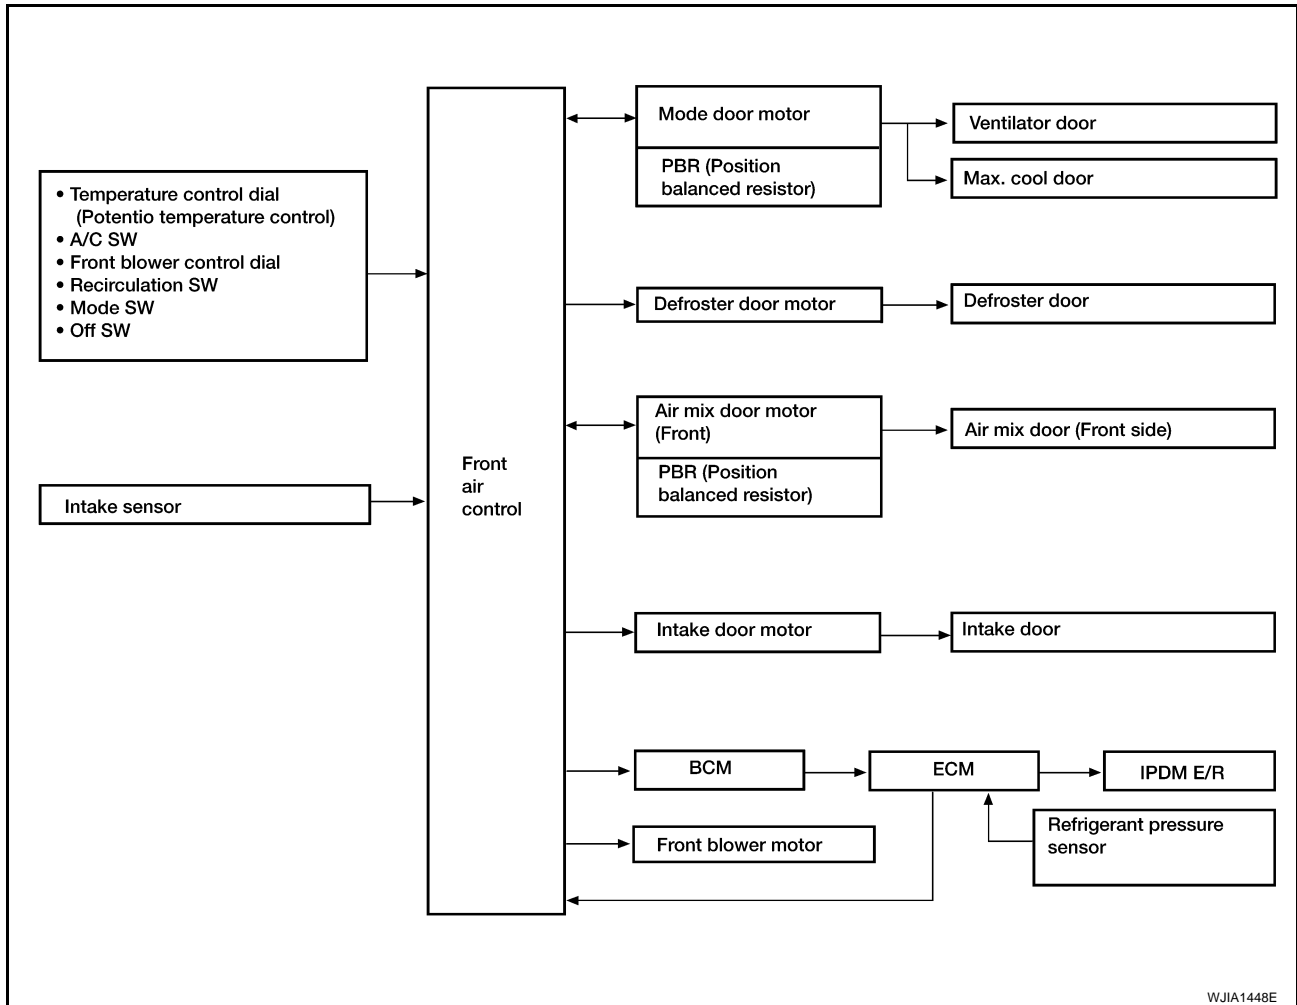 • Temperature control dial
(Potentio temperature control)
• A/C SW
• Front blower control dial
• Recirculation SW
• Mode SW
• Off SW
Intake sensor
Front
air
control
Mode door motor
PBR (Position
balanced resistor)
Ventilator door
Max. cool door
Defroster door motor
Defroster door
Air mix door motor
(Front)
PBR (Position
balanced resistor)
Air mix door (Front side)
Intake door motor
Intake door
BCM
ECM
IPDM E/R
Refrigerant pressure
sensor
Front blower motor
WJIA1448E